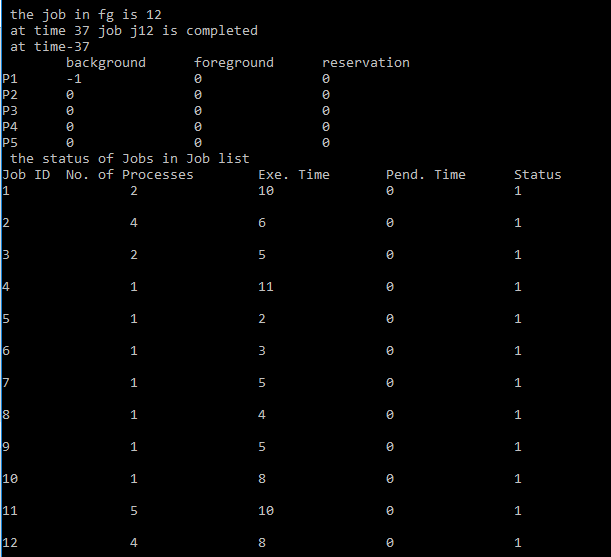 the job in fg is 12
at time 37 job j12 is completed
at time-37
background foreground reservation
P1 -1 0 0
P2 0 0 0
P3 0 0 0
P4 0 0 0
P5 0 0 0
the status of Jobs in Job list
Job ID No. of Processes Exe. Time Pend. Time Status
1 2 10 0 1
2 4 6 0 1
3 2 5 0 1
4 1 11 0 1
5 1 2 0 1
6 1 3 0 1
7 1 5 0 1
8 1 4 0 1
9 1 5 0 1
10 1 8 0 1
11 5 10 0 1
12 4 8 0 1